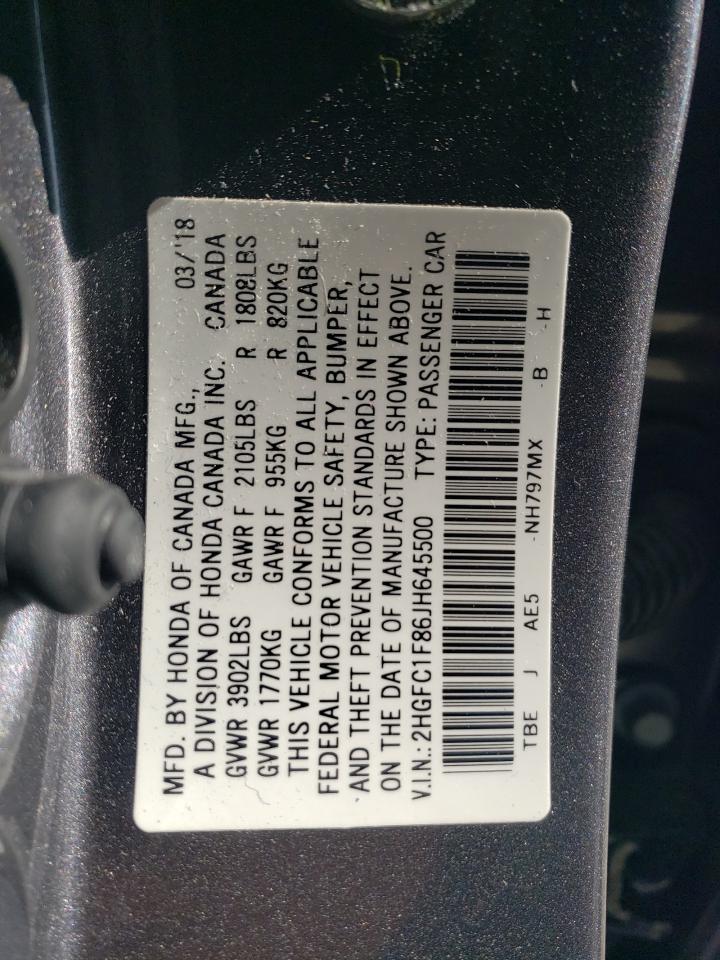 MFD. BY HONDA OF CANADA MFG., 03/'18
A DIVISION OF HONDA CANADA INC. CANADA
GVWR 3902LBS GAWR F 2105LBS R 1808LBS
GVWR 1770KG GAWR F 955KG R 820KG
THIS VEHICLE CONFORMS TO ALL APPLICABLE
FEDERAL MOTOR VEHICLE SAFETY, BUMPER,
AND THEFT PREVENTION STANDARDS IN EFFECT
ON THE DATE OF MANUFACTURE SHOWN ABOVE.
V.I.N.: 2HGFC1F86JH645500 TYPE: PASSENGER CAR
TBE J AE5 -NH797MX -B -H